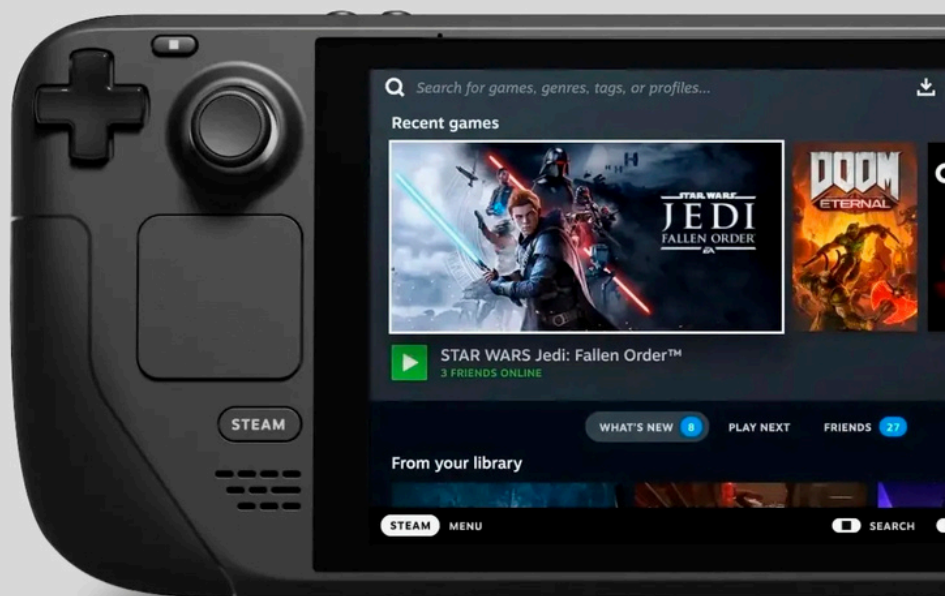 Search for games, genres, tags, or profiles...
Recent games
STAR WARS
JEDI
FALLEN ORDER
EA
DOOM
ETERNAL
STAR WARS Jedi: Fallen Order™
3 FRIENDS ONLINE
STEAM
WHAT'S NEW 8 PLAY NEXT FRIENDS 27
From your library
STEAM MENU SEARCH